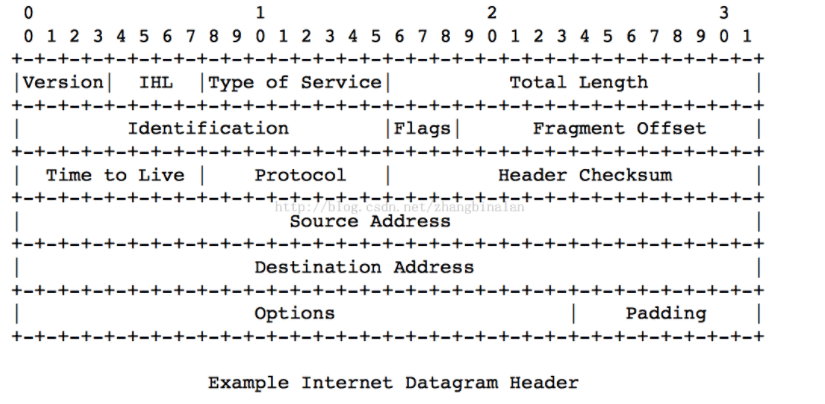 0                   1                   2                   3
0 1 2 3 4 5 6 7 8 9 0 1 2 3 4 5 6 7 8 9 0 1 2 3 4 5 6 7 8 9 0 1
+-+-+-+-+-+-+-+-+-+-+-+-+-+-+-+-+-+-+-+-+-+-+-+-+-+-+-+-+-+-+-+-+
|Version|  IHL  |Type of Service|          Total Length         |
+-+-+-+-+-+-+-+-+-+-+-+-+-+-+-+-+-+-+-+-+-+-+-+-+-+-+-+-+-+-+-+-+
|         Identification        |Flags|      Fragment Offset    |
+-+-+-+-+-+-+-+-+-+-+-+-+-+-+-+-+-+-+-+-+-+-+-+-+-+-+-+-+-+-+-+-+
|  Time to Live |    Protocol   |         Header Checksum       |
+-+-+-+-+-+-+-+-+-+-+-+-+-+-+-+-+-+-+-+-+-+-+-+-+-+-+-+-+-+-+-+-+
http://blog.csdn.net/zhangbinalan
|                       Source Address                          |
+-+-+-+-+-+-+-+-+-+-+-+-+-+-+-+-+-+-+-+-+-+-+-+-+-+-+-+-+-+-+-+-+
|                    Destination Address                        |
+-+-+-+-+-+-+-+-+-+-+-+-+-+-+-+-+-+-+-+-+-+-+-+-+-+-+-+-+-+-+-+-+
|                    Options                    |    Padding    |
+-+-+-+-+-+-+-+-+-+-+-+-+-+-+-+-+-+-+-+-+-+-+-+-+-+-+-+-+-+-+-+-+
Example Internet Datagram Header